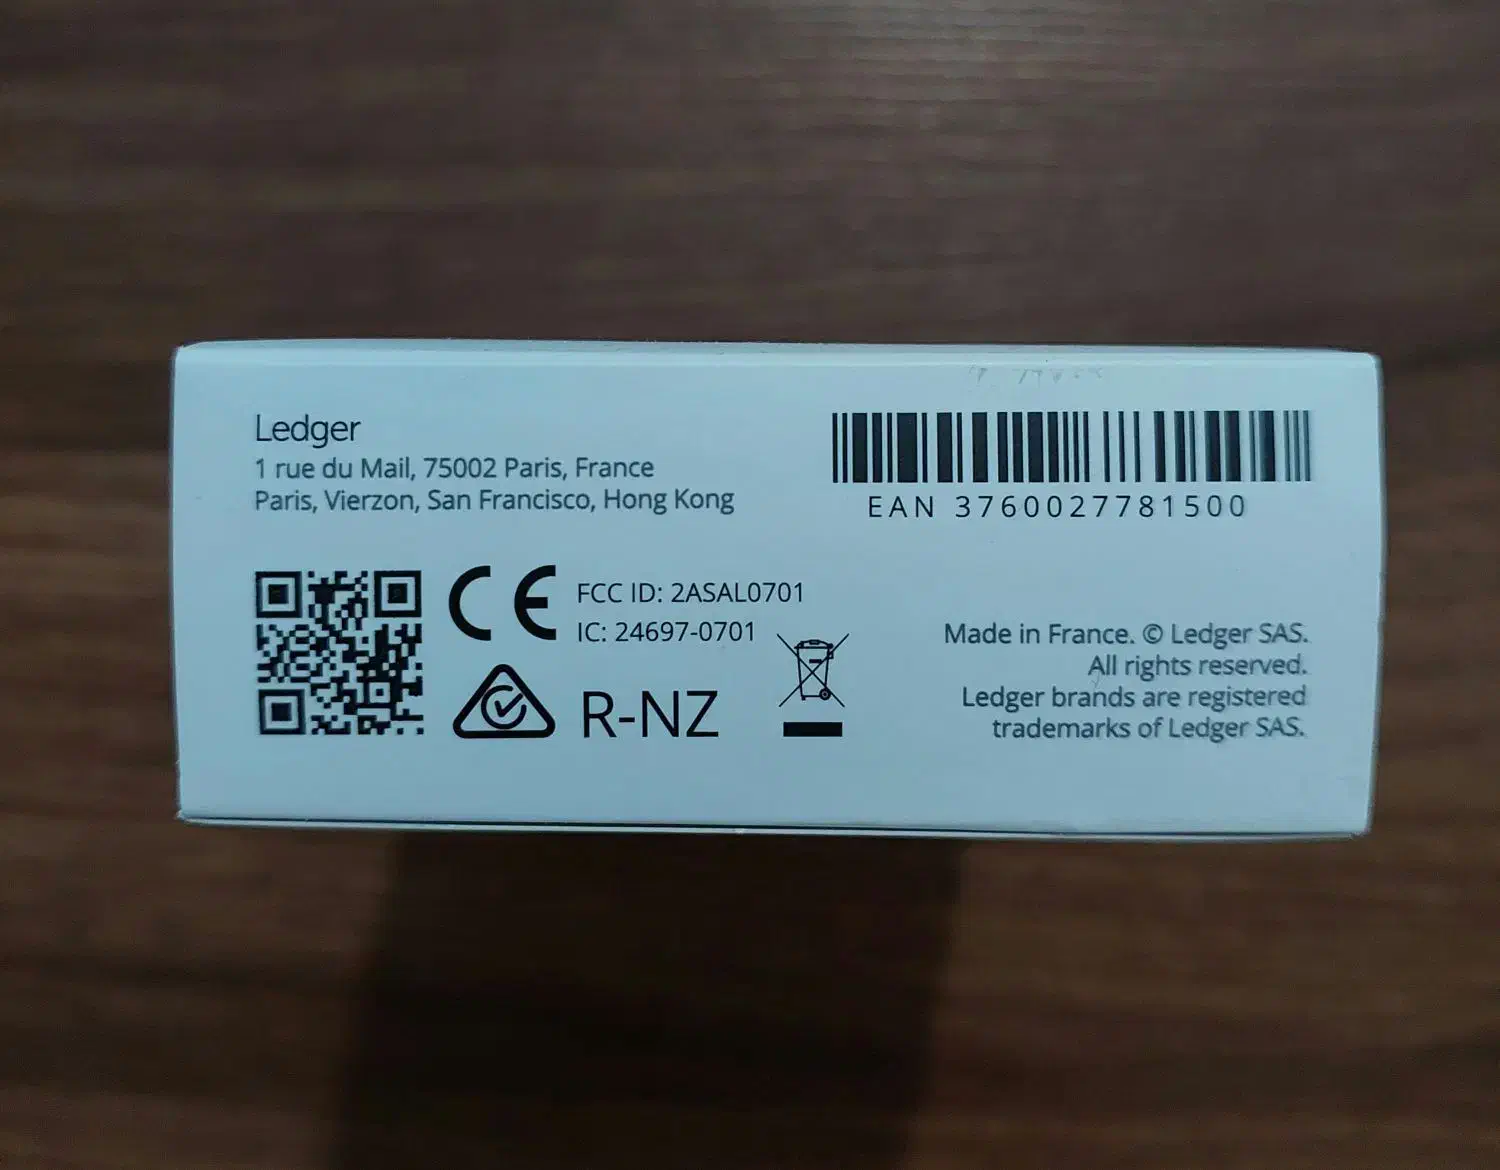 Ledger
1 rue du Mail, 75002 Paris, France
Paris, Vierzon, San Francisco, Hong Kong
EAN 3760027781500
CE
FCC ID: 2ASAL0701
IC: 24697-0701
R-NZ
Made in France. © Ledger SAS.
All rights reserved.
Ledger brands are registered
trademarks of Ledger SAS.